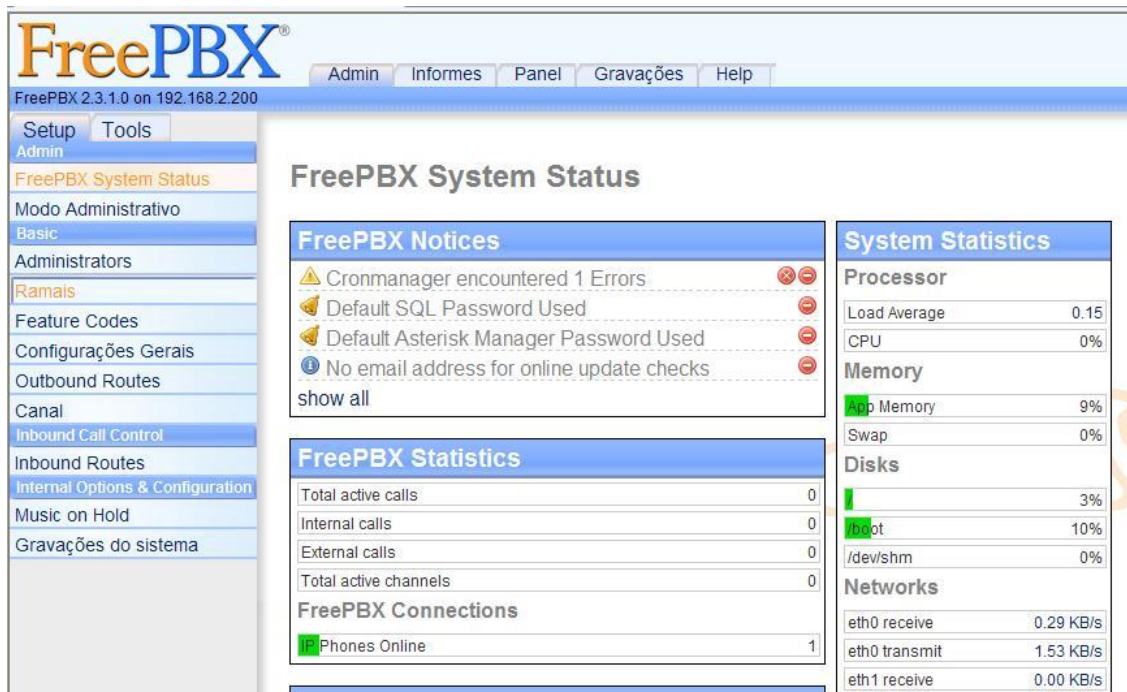 FreePBX®
Admin Informes Panel Gravações Help
FreePBX 2.3.1.0 on 192.168.2.200
Setup Tools
Admin
FreePBX System Status
Modo Administrativo
Basic
Administrators
Ramais
Feature Codes
Configurações Gerais
Outbound Routes
Canal
Inbound Call Control
Inbound Routes
Internal Options & Configuration
Music on Hold
Gravações do sistema
FreePBX System Status
FreePBX Notices
Cronmanager encountered 1 Errors
Default SQL Password Used
Default Asterisk Manager Password Used
No email address for online update checks
show all
FreePBX Statistics
Total active calls 0
Internal calls 0
External calls 0
Total active channels 0
FreePBX Connections
IP Phones Online 1
System Statistics
Processor
Load Average 0.15
CPU 0%
Memory
App Memory 9%
Swap 0%
Disks
/ 3%
/boot 10%
/dev/shm 0%
Networks
eth0 receive 0.29 KB/s
eth0 transmit 1.53 KB/s
eth1 receive 0.00 KB/s